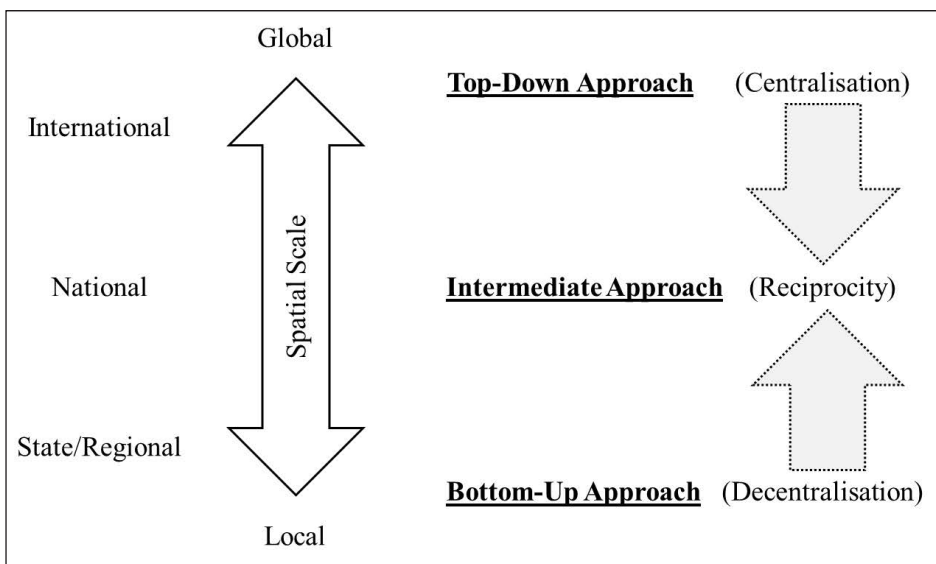 Global
Top-Down Approach (Centralisation)
International
Spatial Scale
National
Intermediate Approach (Reciprocity)
State/Regional
Bottom-Up Approach (Decentralisation)
Local